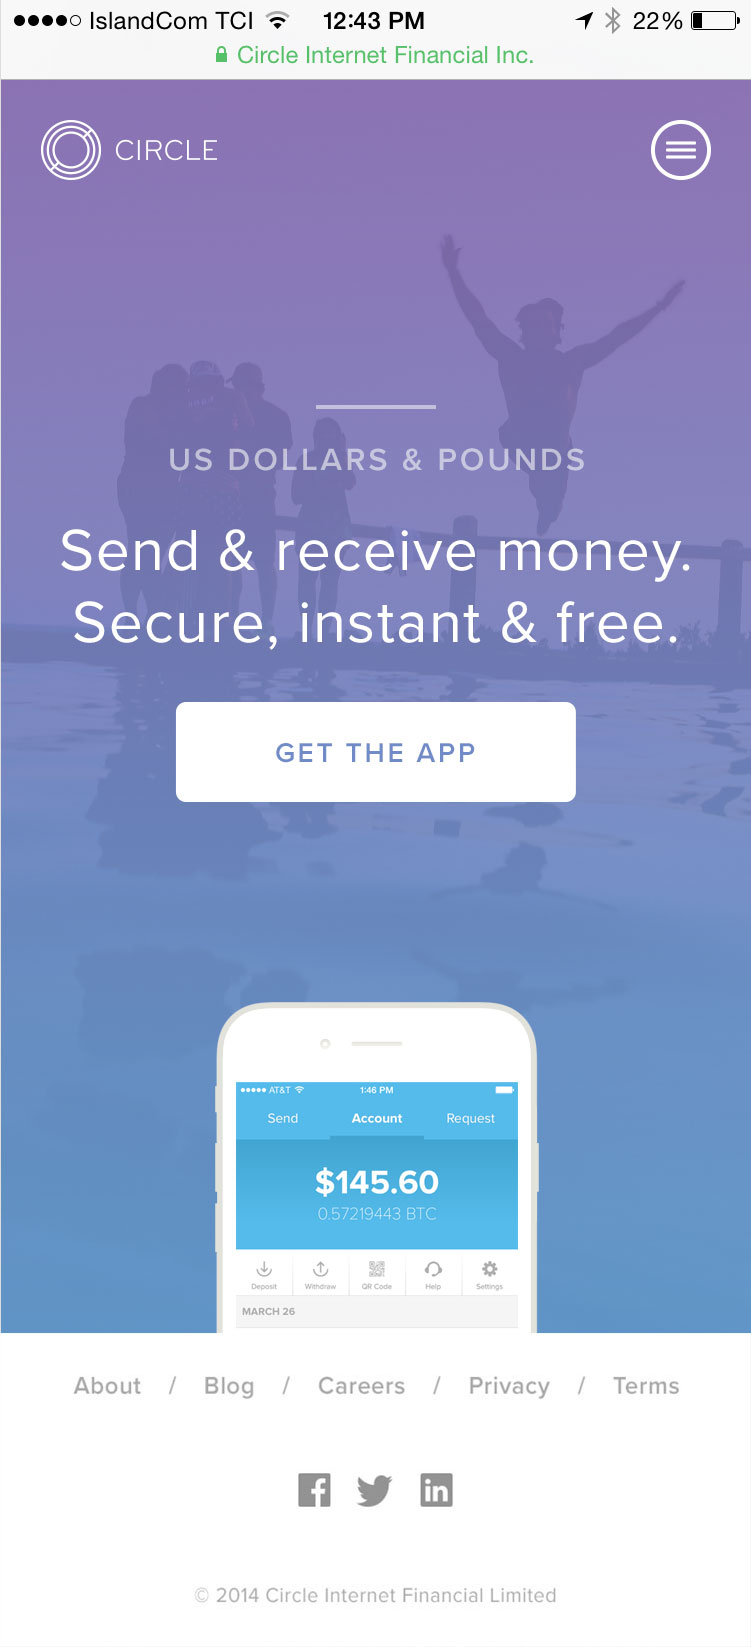 IslandCom TCI 12:43 PM 22%
Circle Internet Financial Inc.
CIRCLE
US DOLLARS & POUNDS
Send & receive money.
Secure, instant & free.
GET THE APP
AT&T 1:46 PM
Send Account Request
$145.60
0.57219443 BTC
Deposit Withdraw QR Code Help Settings
MARCH 26
About / Blog / Careers / Privacy / Terms
© 2014 Circle Internet Financial Limited